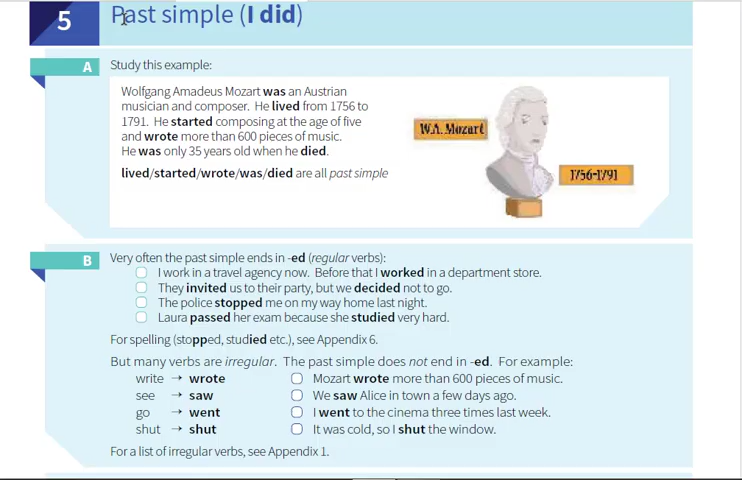 5 Past simple (I did)
A Study this example:
Wolfgang Amadeus Mozart was an Austrian
musician and composer. He lived from 1756 to
1791. He started composing at the age of five
and wrote more than 600 pieces of music.
He was only 35 years old when he died.
lived/started/wrote/was/died are all past simple
W.A. Mozart
1756-1791
B Very often the past simple ends in -ed (regular verbs):
I work in a travel agency now. Before that I worked in a department store.
They invited us to their party, but we decided not to go.
The police stopped me on my way home last night.
Laura passed her exam because she studied very hard.
For spelling (stopped, studied etc.), see Appendix 6.
But many verbs are irregular. The past simple does not end in -ed. For example:
write → wrote Mozart wrote more than 600 pieces of music.
see → saw We saw Alice in town a few days ago.
go → went I went to the cinema three times last week.
shut → shut It was cold, so I shut the window.
For a list of irregular verbs, see Appendix 1.